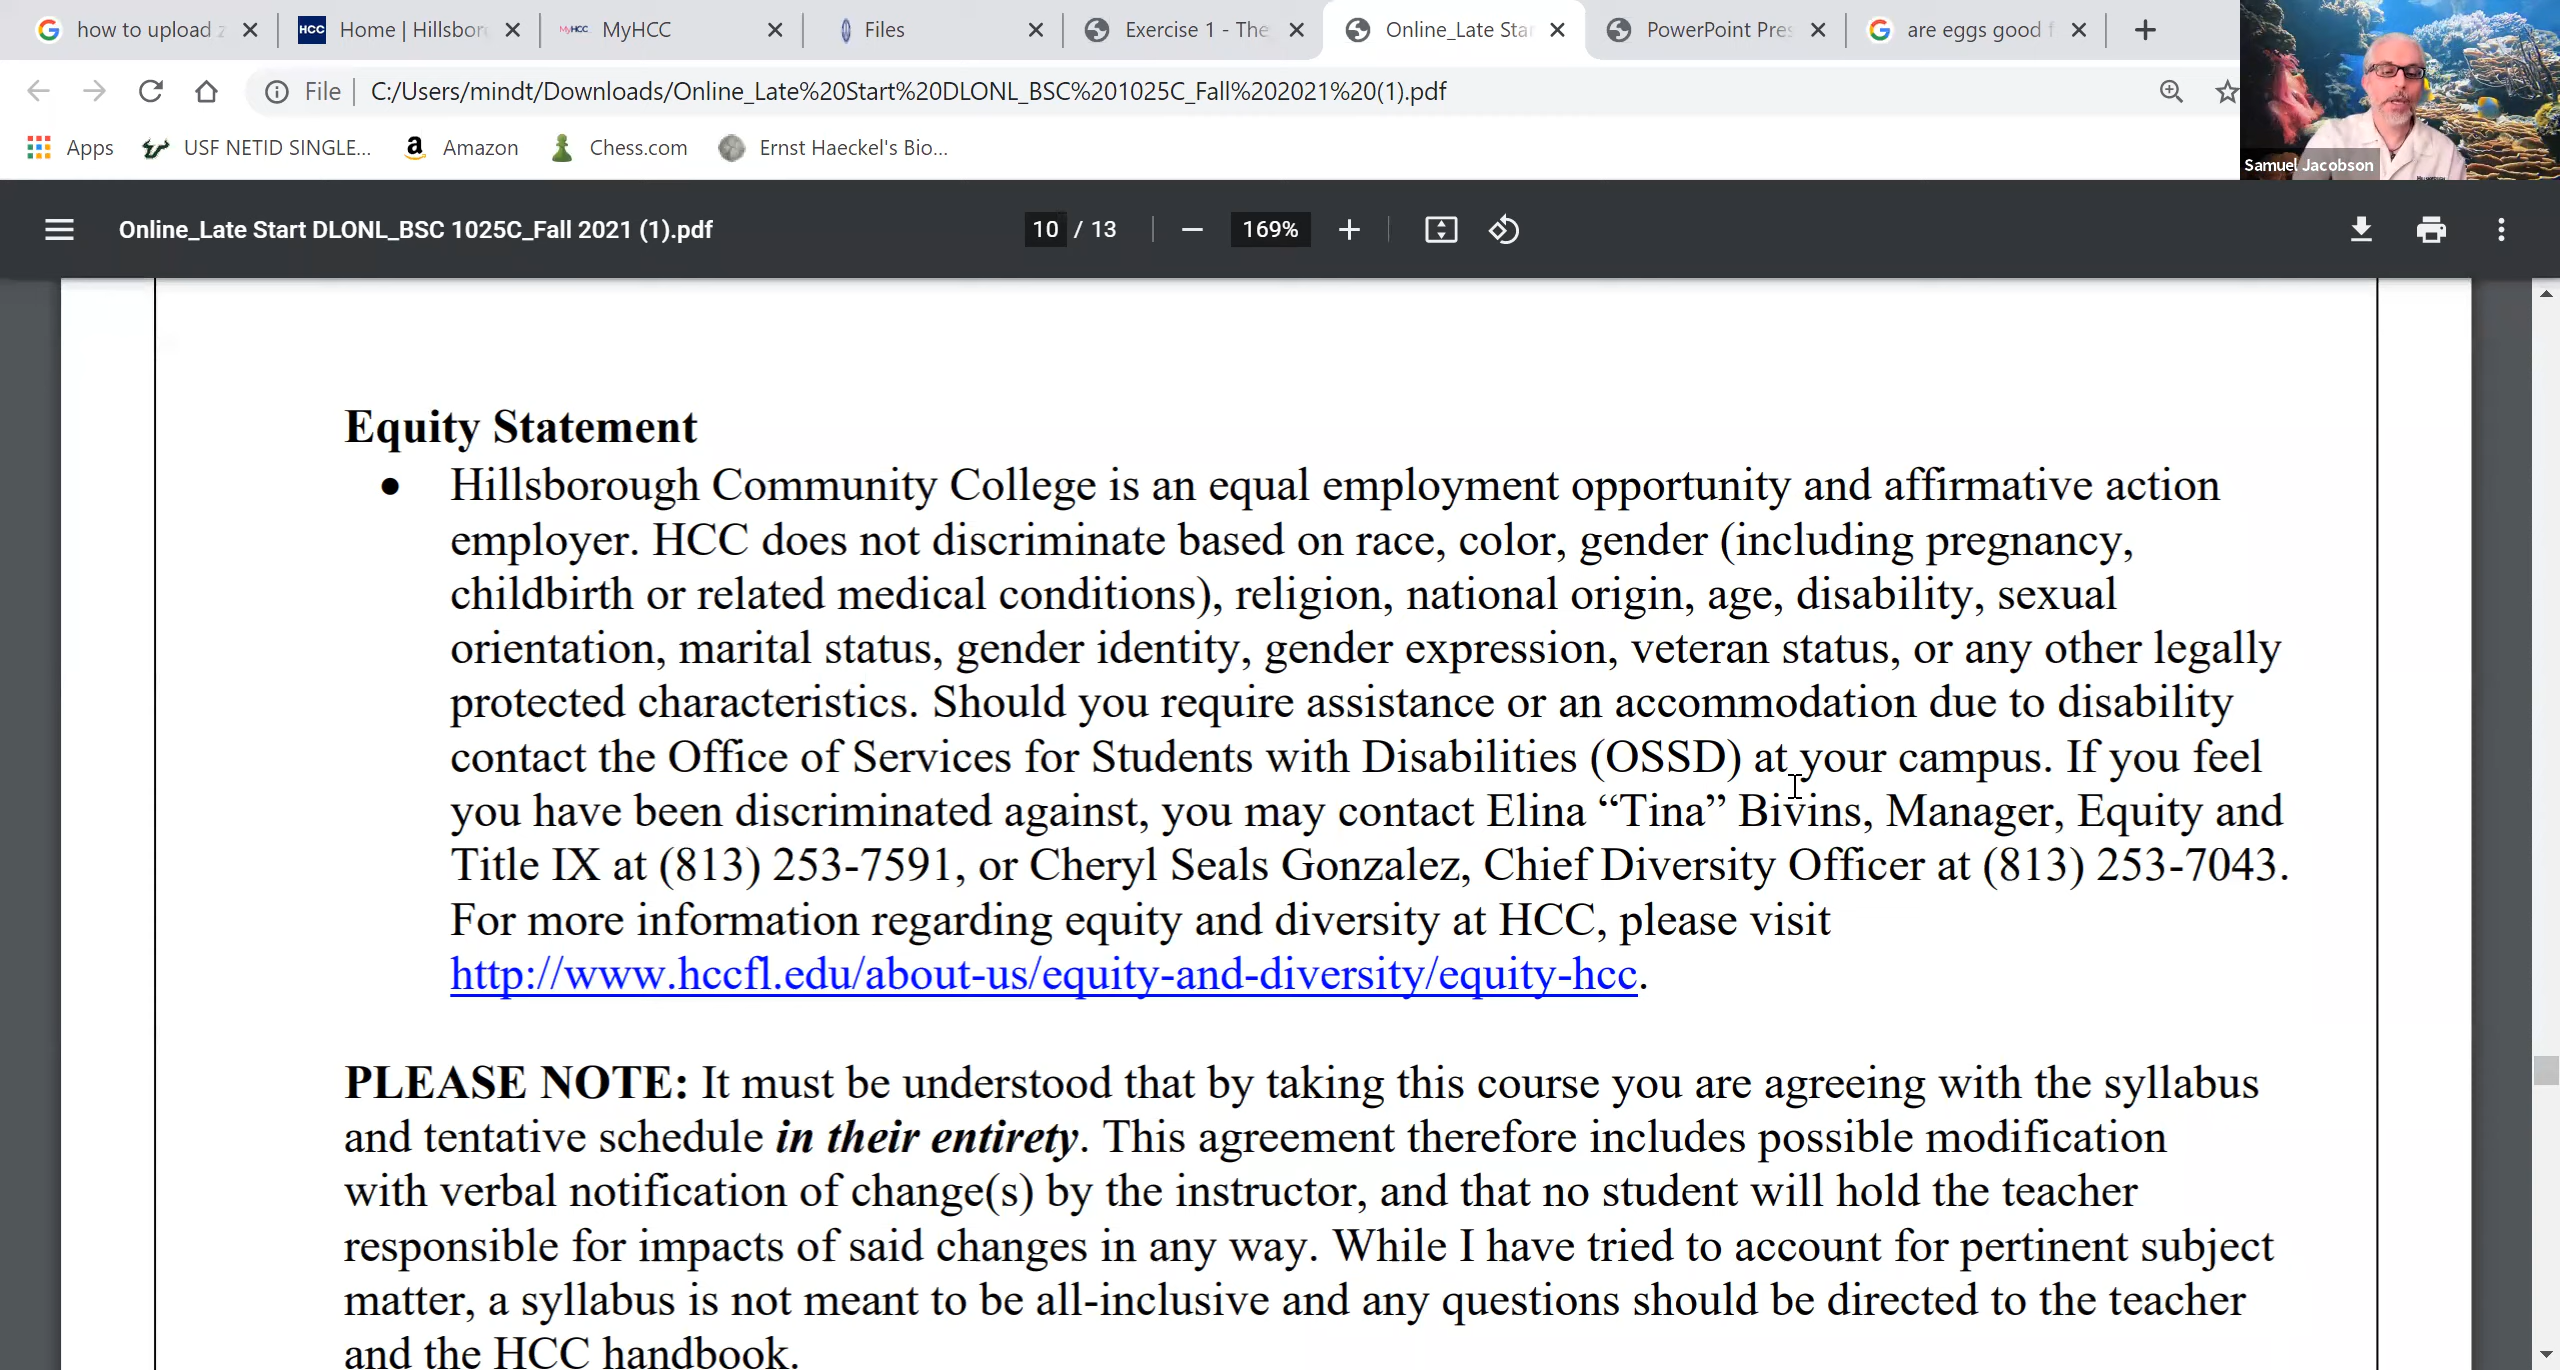 how to upload z
HCC Home | Hillsbor
MyHCC MyHCC
Files
Exercise 1 - The
Online_Late Star
PowerPoint Pres
are eggs good f
File C:/Users/mindt/Downloads/Online_Late%20Start%20DLONL_BSC%201025C_Fall%202021%20(1).pdf
Apps USF NETID SINGLE... Amazon Chess.com Ernst Haeckel's Bio...
Samuel Jacobson
Online_Late Start DLONL_BSC 1025C_Fall 2021 (1).pdf 10 / 13 169%
Equity Statement
● Hillsborough Community College is an equal employment opportunity and affirmative action
employer. HCC does not discriminate based on race, color, gender (including pregnancy,
childbirth or related medical conditions), religion, national origin, age, disability, sexual
orientation, marital status, gender identity, gender expression, veteran status, or any other legally
protected characteristics. Should you require assistance or an accommodation due to disability
contact the Office of Services for Students with Disabilities (OSSD) at your campus. If you feel
you have been discriminated against, you may contact Elina “Tina” Bivins, Manager, Equity and
Title IX at (813) 253-7591, or Cheryl Seals Gonzalez, Chief Diversity Officer at (813) 253-7043.
For more information regarding equity and diversity at HCC, please visit
http://www.hccfl.edu/about-us/equity-and-diversity/equity-hcc.
PLEASE NOTE: It must be understood that by taking this course you are agreeing with the syllabus
and tentative schedule in their entirety. This agreement therefore includes possible modification
with verbal notification of change(s) by the instructor, and that no student will hold the teacher
responsible for impacts of said changes in any way. While I have tried to account for pertinent subject
matter, a syllabus is not meant to be all-inclusive and any questions should be directed to the teacher
and the HCC handbook.